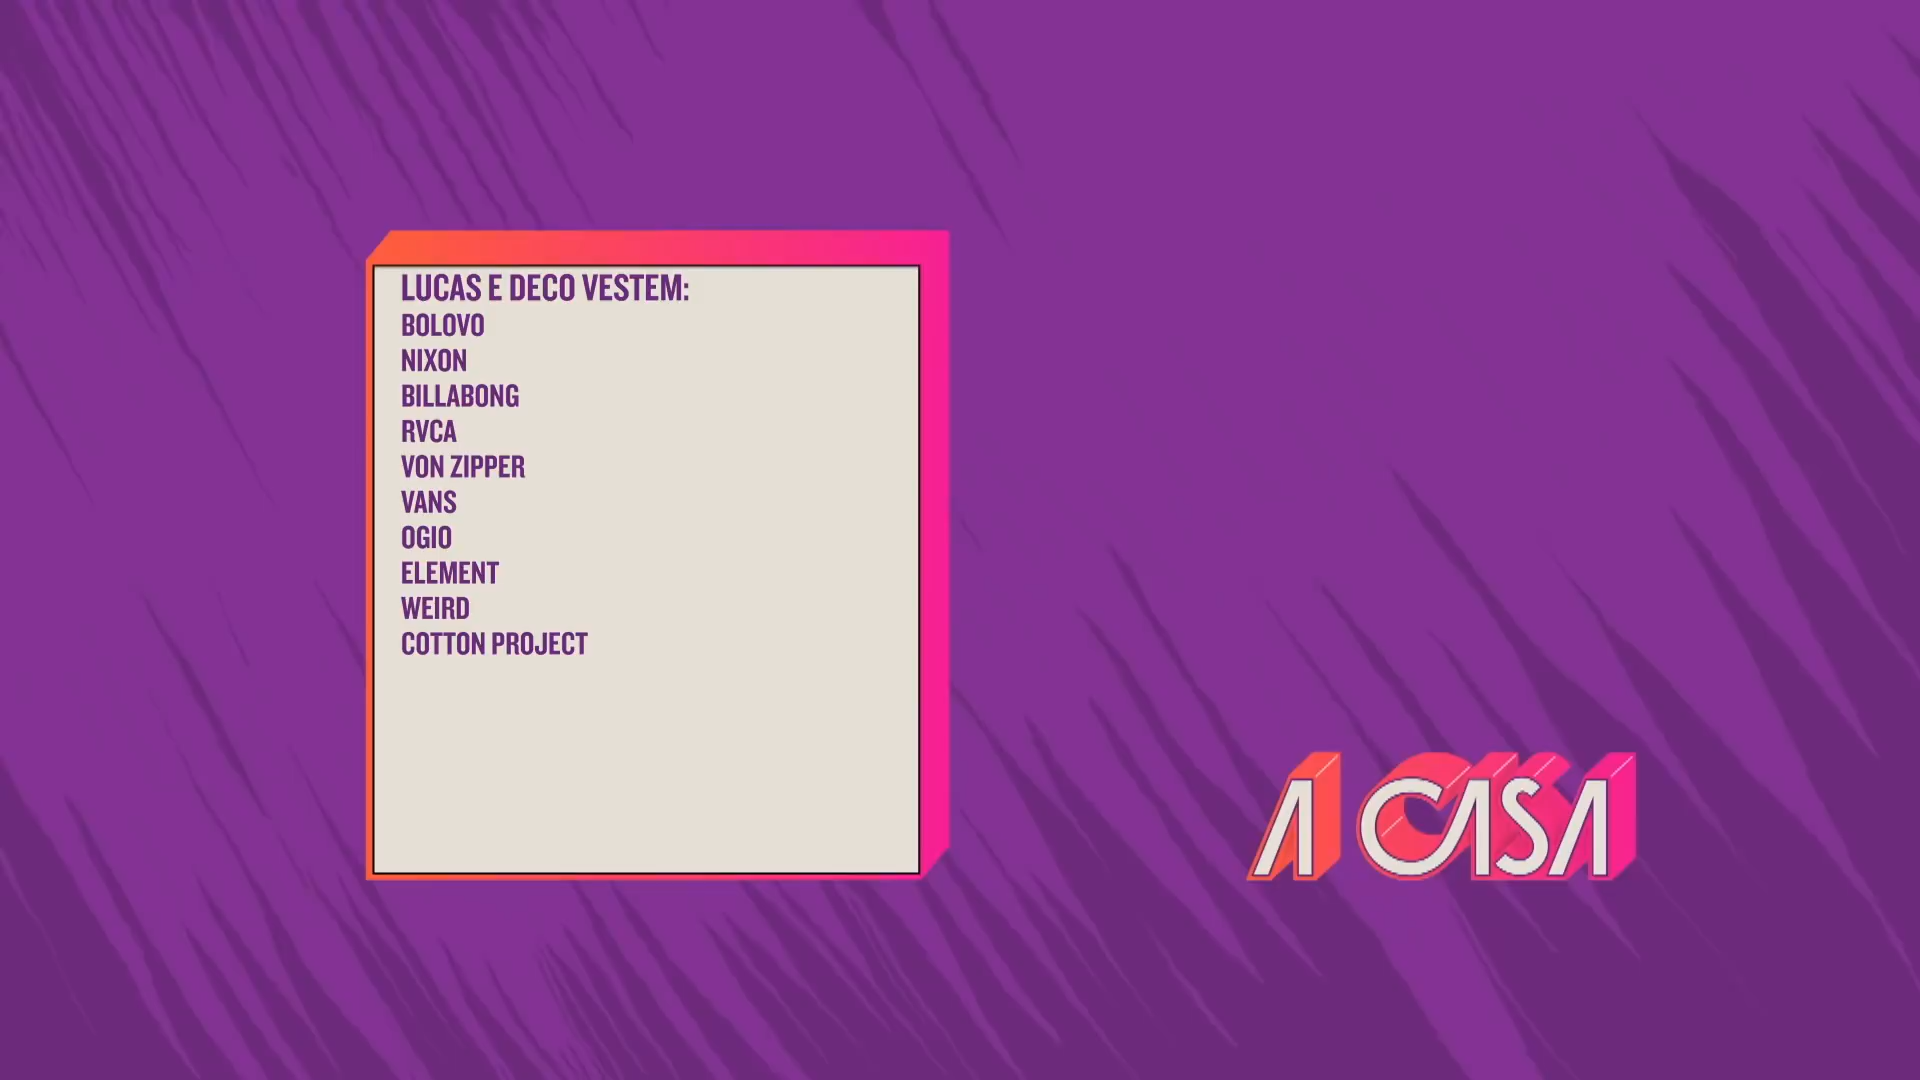 LUCAS E DECO VESTEM:
BOLOVO
NIXON
BILLABONG
RVCA
VON ZIPPER
VANS
OGIO
ELEMENT
WEIRD
COTTON PROJECT
A CASA